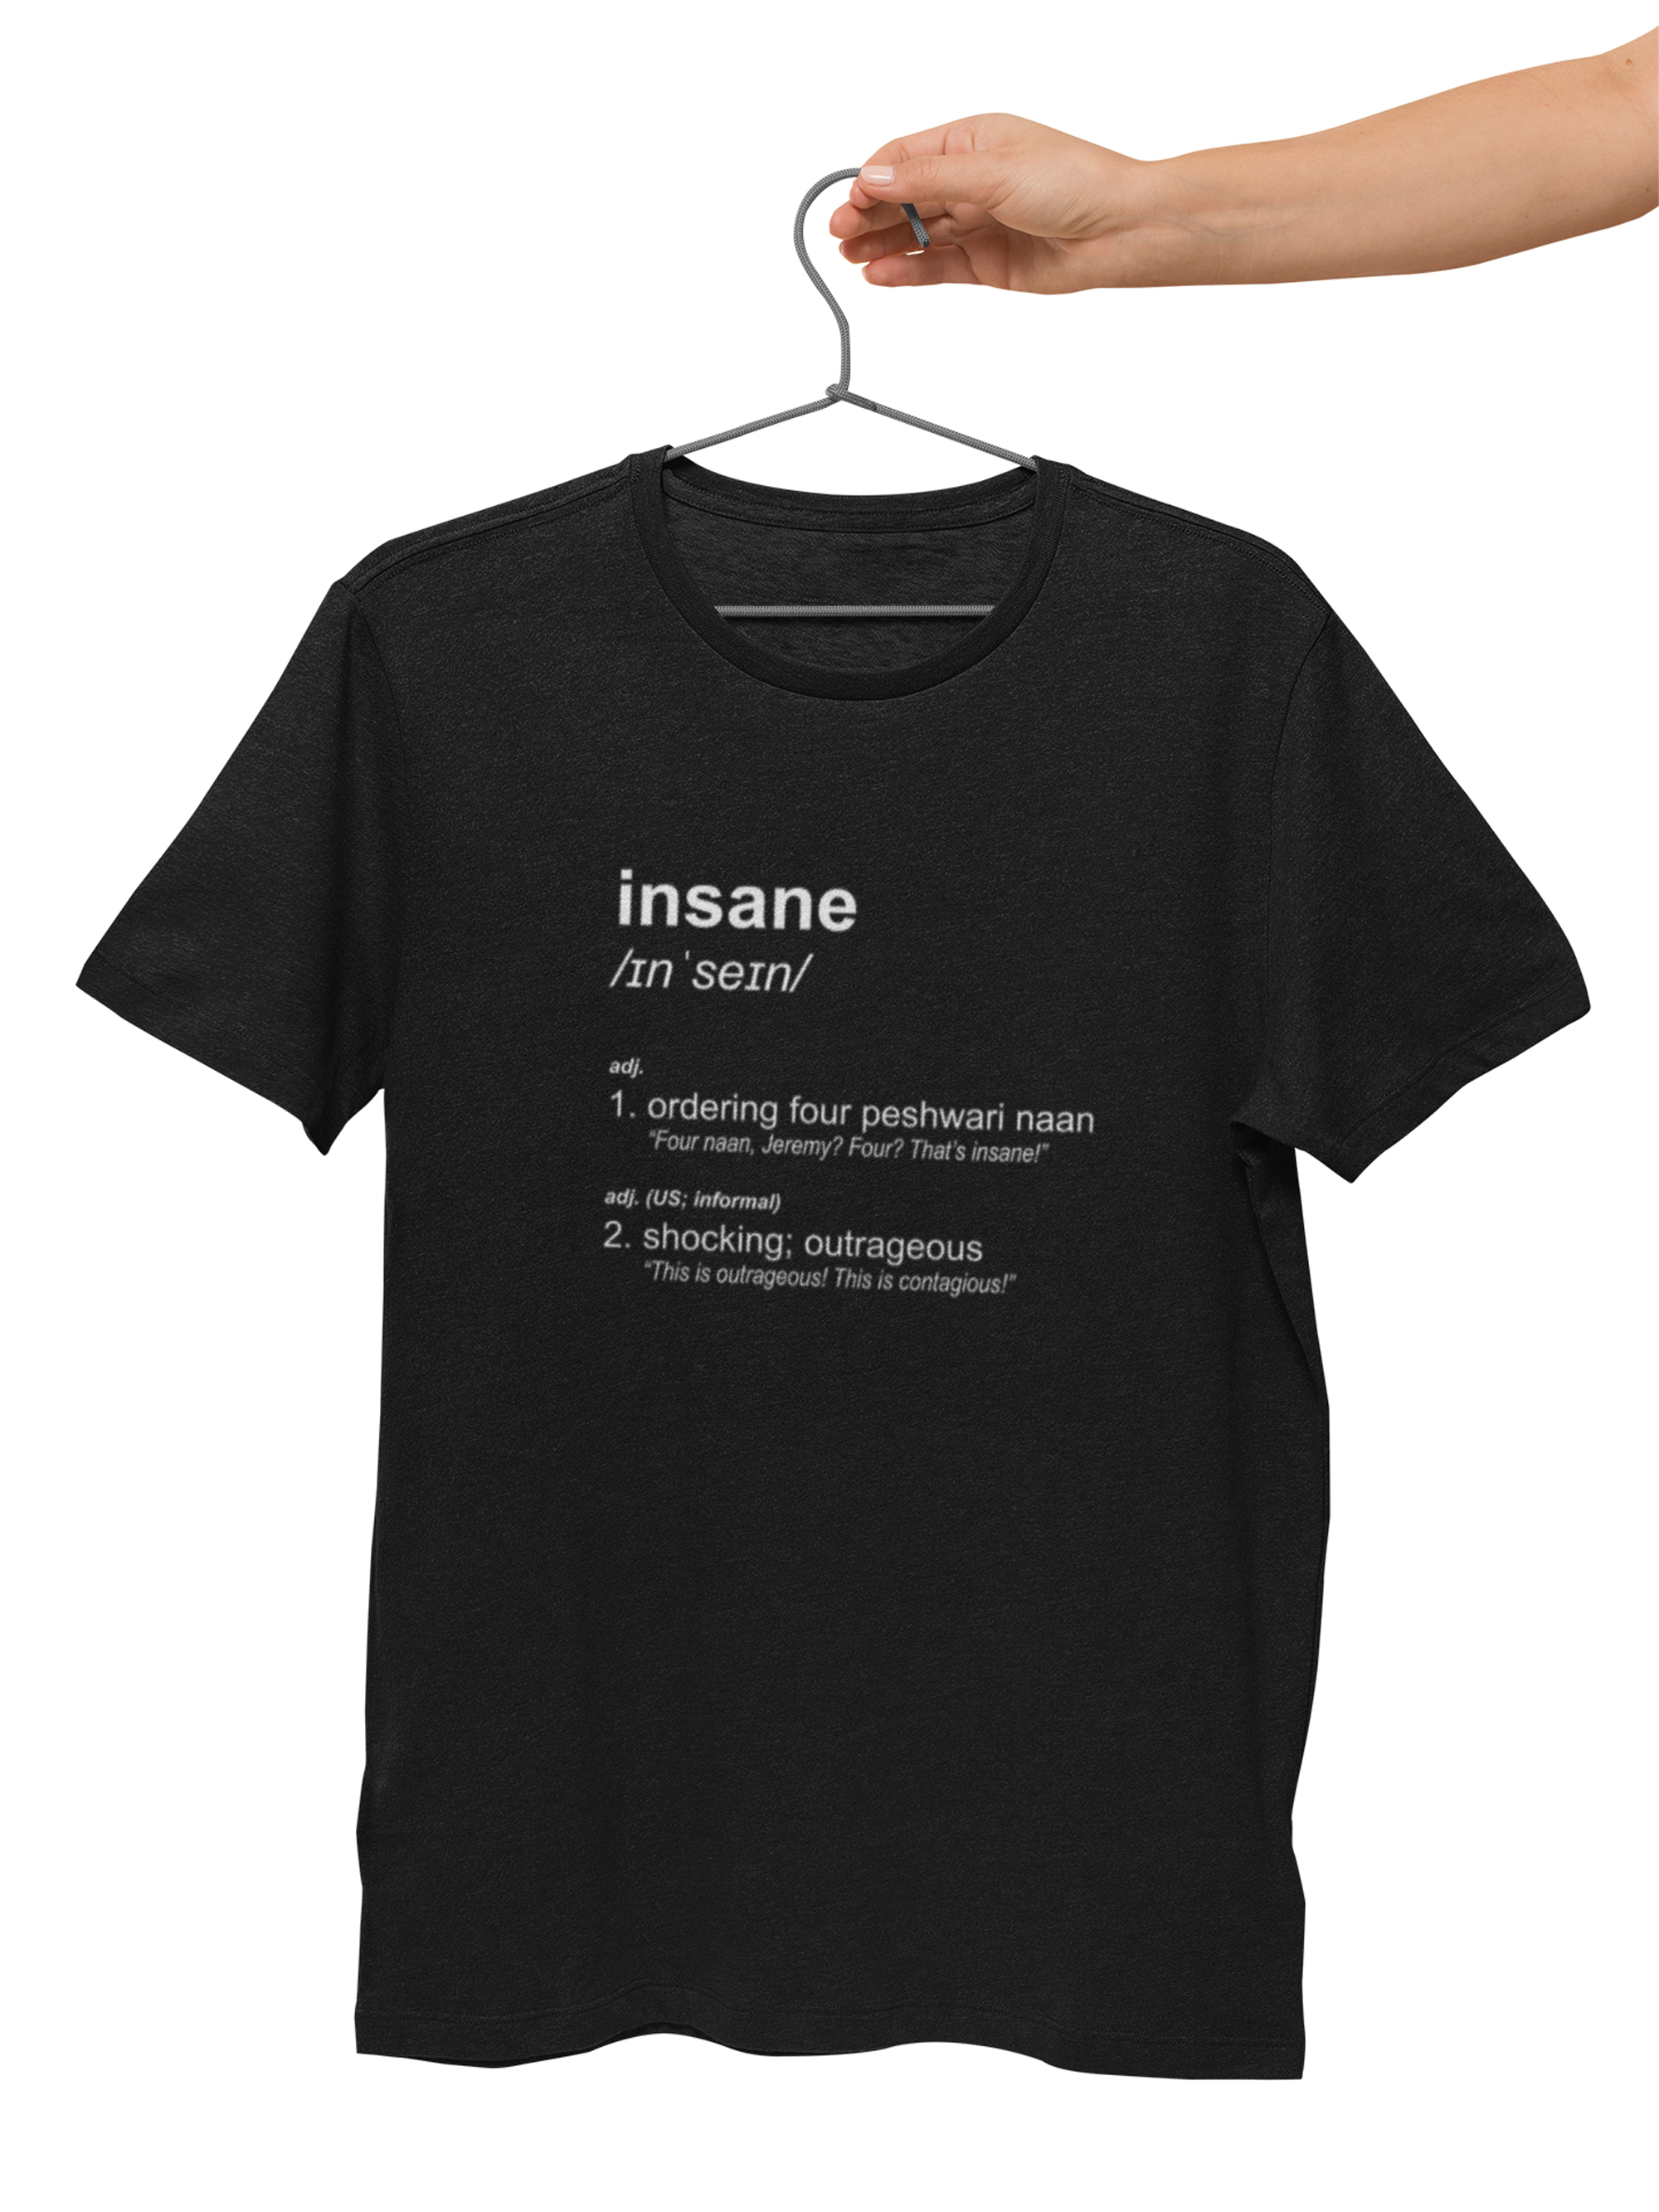 insane
/ɪnˈseɪn/
adj.
1. ordering four peshwari naan
“Four naan, Jeremy? Four? That’s insane!”
adj. (US; informal)
2. shocking; outrageous
“This is outrageous! This is contagious!”